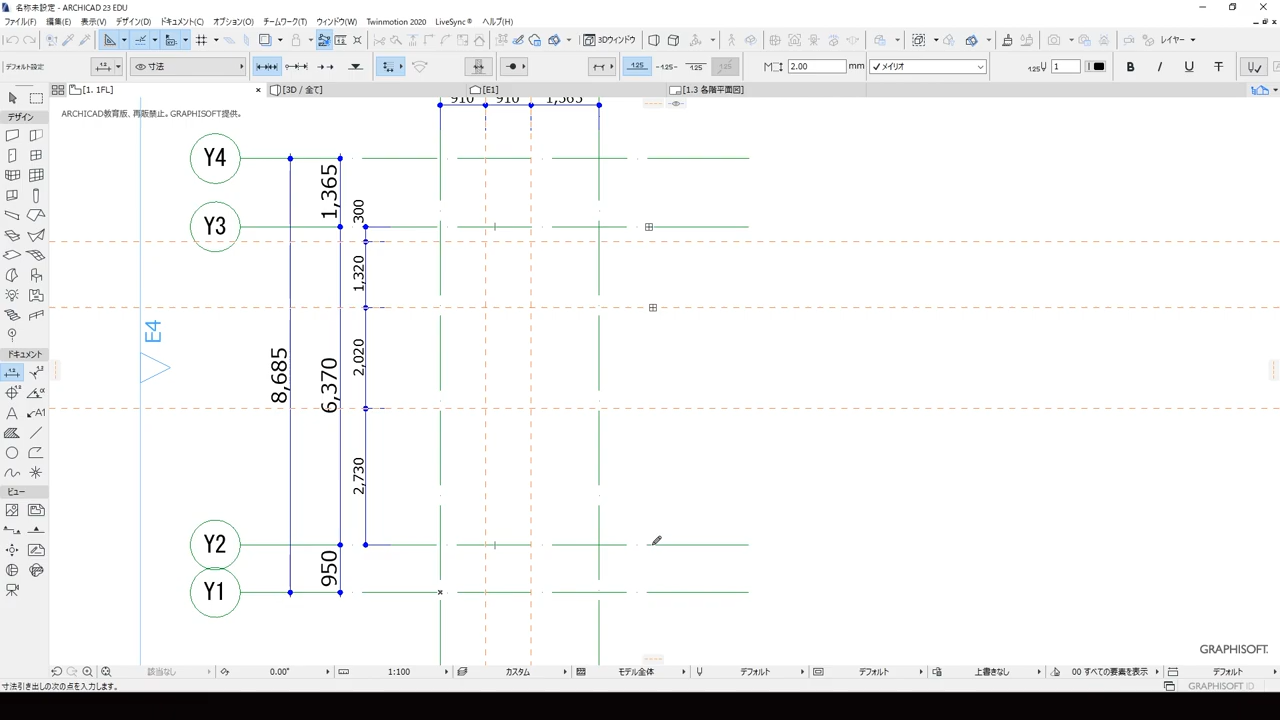 名称未設定 - ARCHICAD 23 EDU
ファイル(F) 編集(E) 表示(V) デザイン(D) ドキュメント(C) オプション(O) チームワーク(T) ウィンドウ(W) Twinmotion 2020 LiveSync® ヘルプ(H)
3Dウィンドウ レイヤー
デフォルト設定 寸法 2.00 mm メイリオ 1 B I U T
[1. 1FL] [3D / 全て] [E1] [1.3 各階平面図]
ARCHICAD教育版、再販禁止。GRAPHISOFT提供。
デザイン
910 910 1,365
Y4
1,365
300
Y3
1,320
E4
ドキュメント
2,020
8,685
6,370
2,730
ビュー
Y2
950
Y1
GRAPHISOFT.
該当なし 0.00° 1:100 カスタム モデル全体 デフォルト デフォルト 上書きなし 00 すべての要素を表示 デフォルト
寸法引き出しの次の点を入力します。 GRAPHISOFT ID